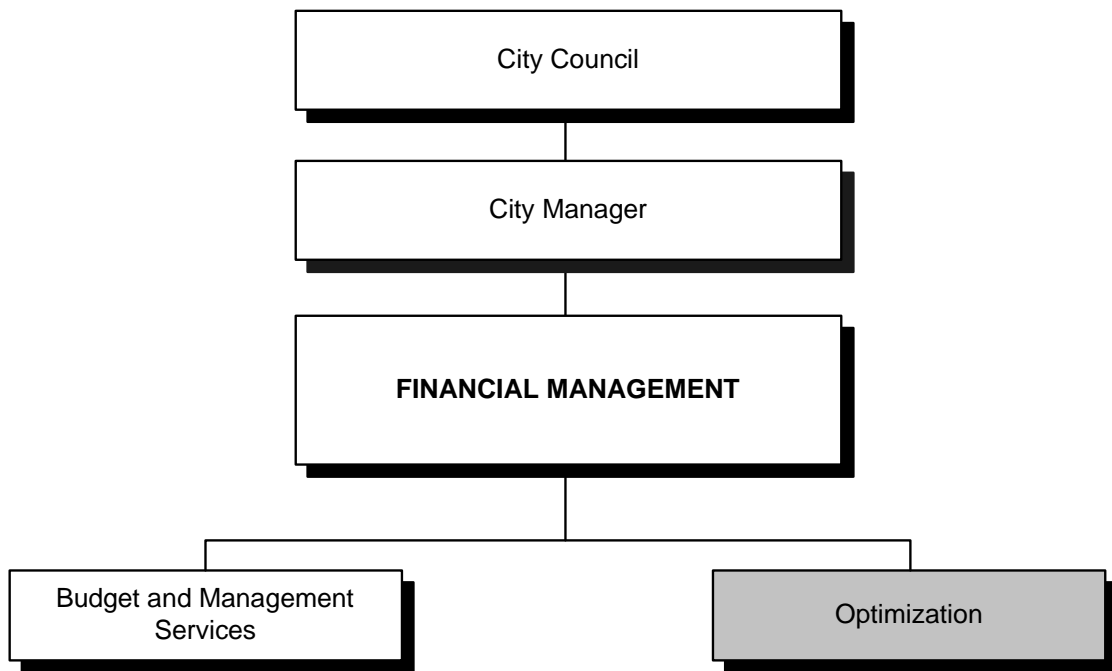 City Council
City Manager
FINANCIAL MANAGEMENT
Budget and Management
Services
Optimization